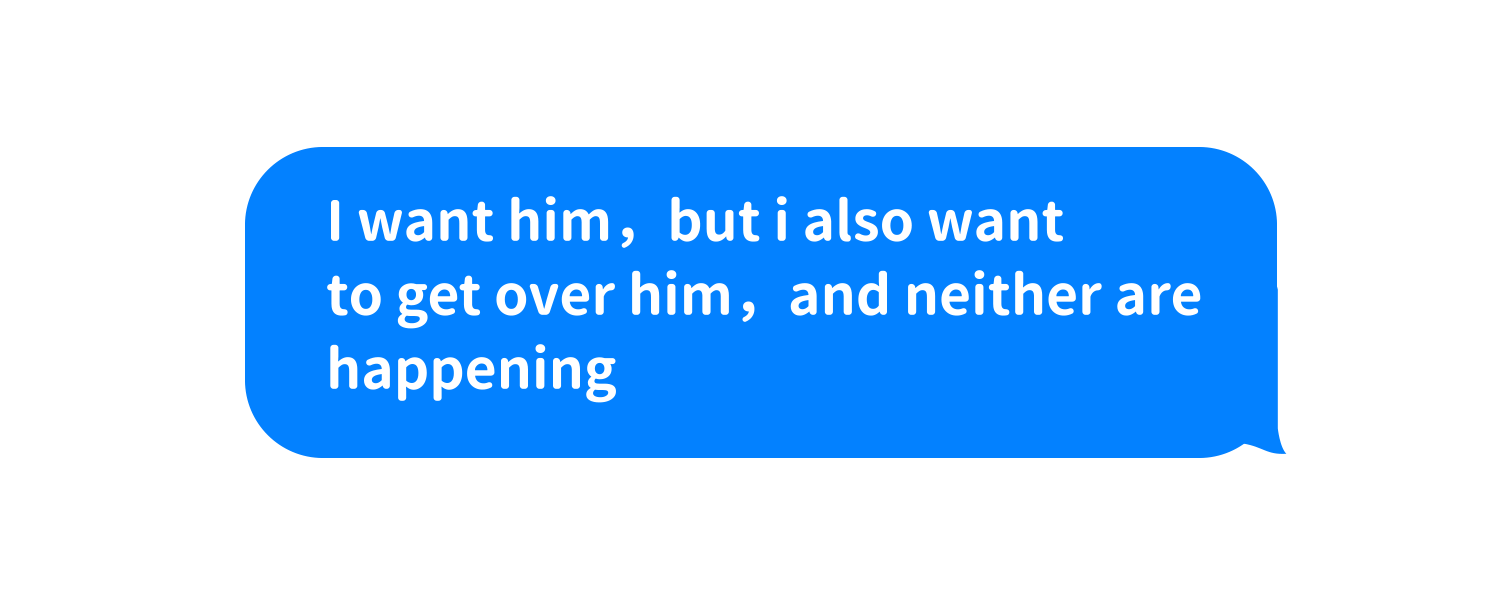 I want him，but i also want
to get over him，and neither are
happening